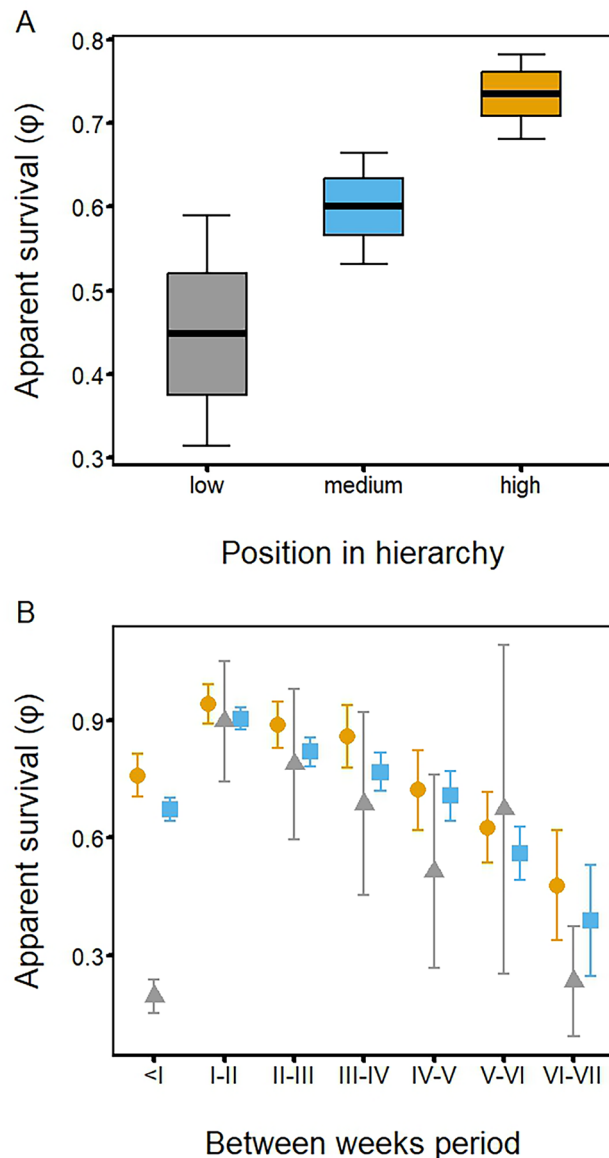 A
Apparent survival (φ)
0.8
0.7
0.6
0.5
0.4
0.3
low medium high
Position in hierarchy
B
Apparent survival (φ)
0.9
0.6
0.3
<I I-II II-III III-IV IV-V V-VI VI-VII
Between weeks period